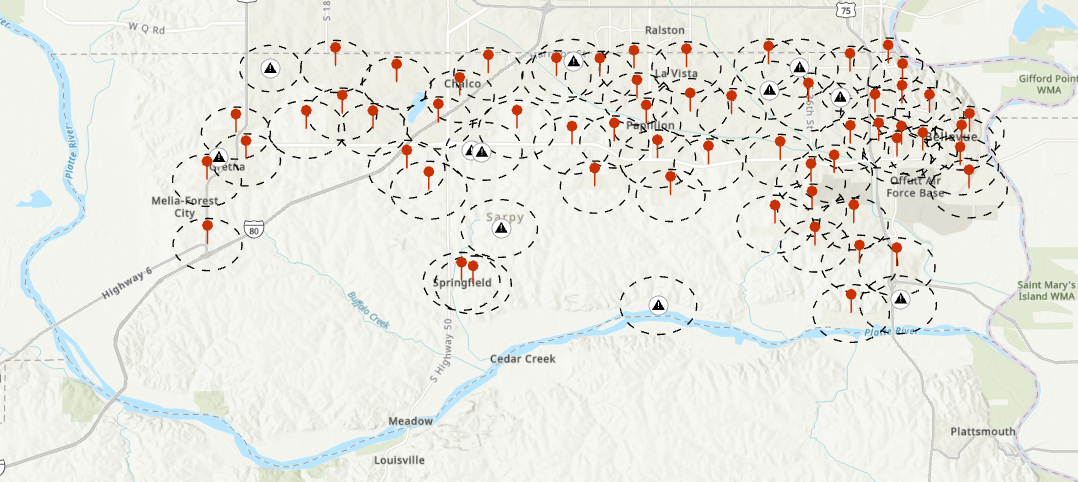 75
W Q Rd
S 18
Ralston
La Vista
Chalco
Gifford Point
WMA
Platte River
Papillion
Bellevue
Gretna
Offutt Air
Force Base
Melia-Forest
City
Sarpy
80
Highway 6
Springfield
Buffalo Creek
Saint Mary's
Island WMA
Platte River
S Highway 50
Cedar Creek
Meadow
Plattsmouth
Louisville